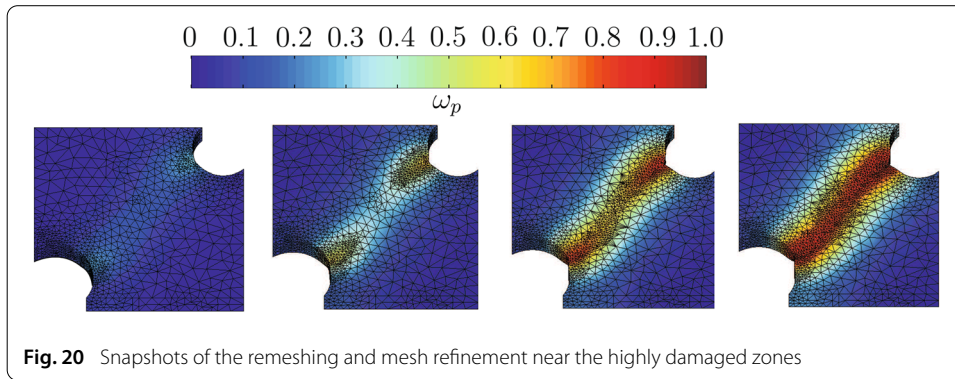 0 0.1 0.2 0.3 0.4 0.5 0.6 0.7 0.8 0.9 1.0
ω_p
Fig. 20 Snapshots of the remeshing and mesh refinement near the highly damaged zones